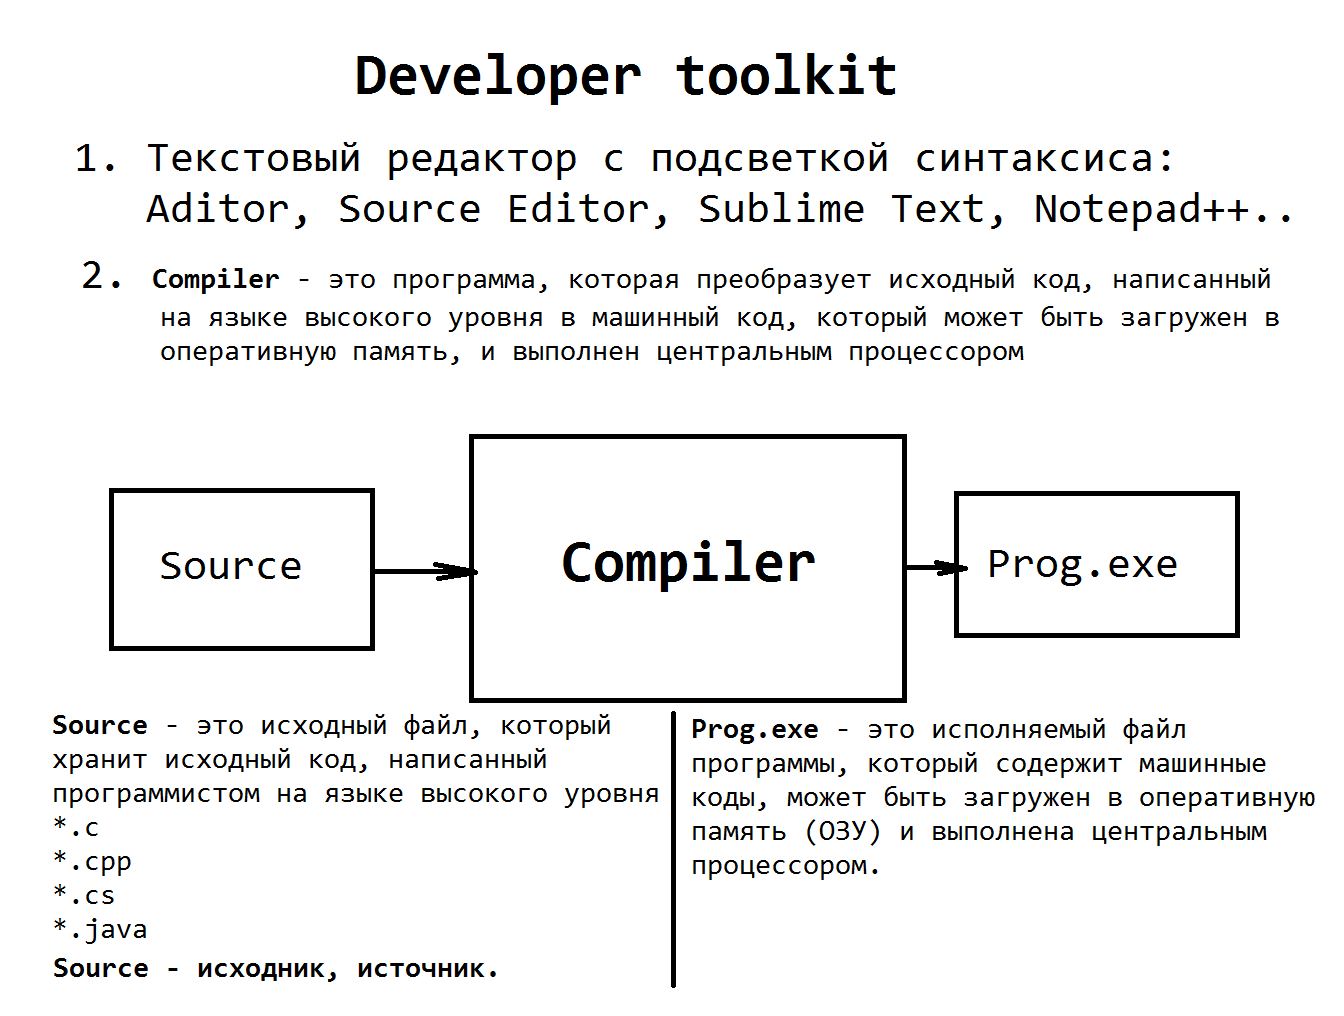 Developer toolkit
1. Текстовый редактор с подсветкой синтаксиса:
Aditor, Source Editor, Sublime Text, Notepad++..
2. Compiler - это программа, которая преобразует исходный код, написанный
на языке высокого уровня в машинный код, который может быть загружен в
оперативную память, и выполнен центральным процессором
Source
Compiler
Prog.exe
Source - это исходный файл, который
хранит исходный код, написанный
программистом на языке высокого уровня
*.c
*.cpp
*.cs
*.java
Source - исходник, источник.
Prog.exe - это исполняемый файл
программы, который содержит машинные
коды, может быть загружен в оперативную
память (ОЗУ) и выполнена центральным
процессором.